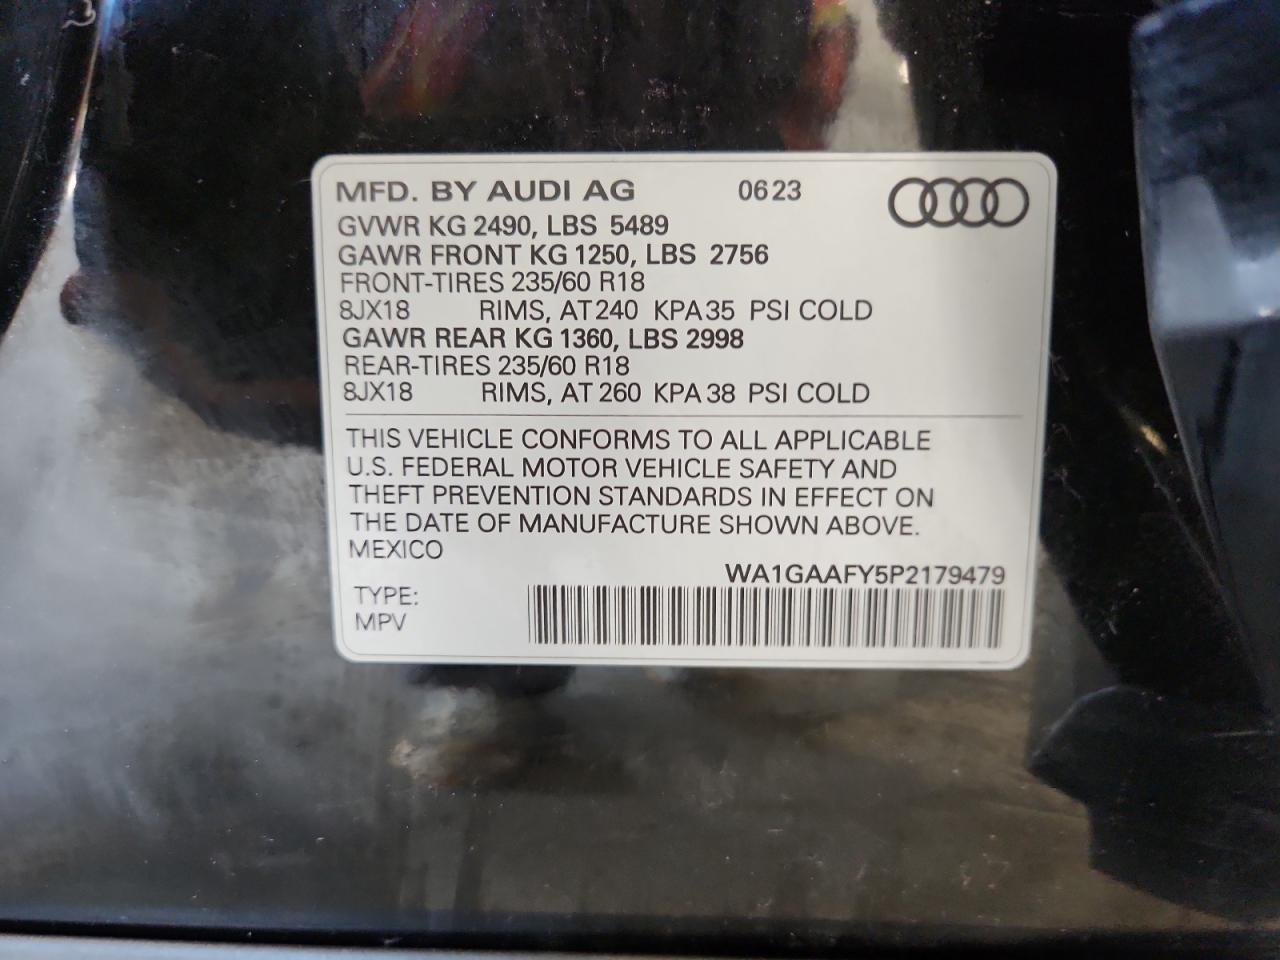 MFD. BY AUDI AG 06 23
GVWR KG 2490, LBS 5489
GAWR FRONT KG 1250, LBS 2756
FRONT-TIRES 235/60 R18
8JX18 RIMS, AT 240 KPA 35 PSI COLD
GAWR REAR KG 1360, LBS 2998
REAR-TIRES 235/60 R18
8JX18 RIMS, AT 260 KPA 38 PSI COLD
THIS VEHICLE CONFORMS TO ALL APPLICABLE
U.S. FEDERAL MOTOR VEHICLE SAFETY AND
THEFT PREVENTION STANDARDS IN EFFECT ON
THE DATE OF MANUFACTURE SHOWN ABOVE.
MEXICO
WA1GAAFY5P2179479
TYPE:
MPV